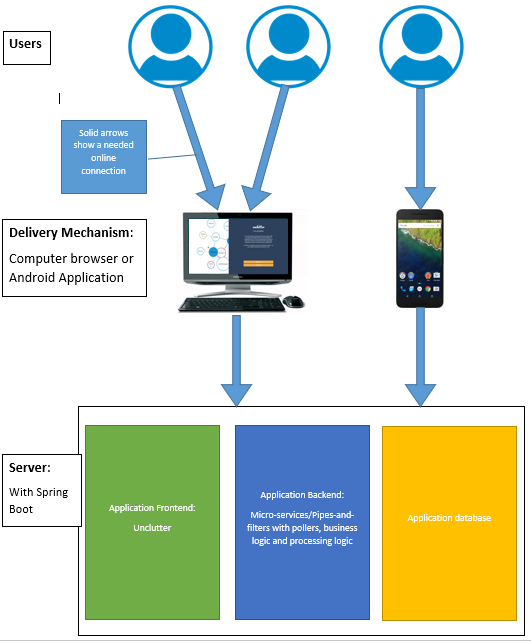 Users
Solid arrows
show a needed
online
connection
Delivery Mechanism:
Computer browser or
Android Application
Server:
With Spring
Boot
Application Frontend:
Unclutter
Application Backend:
Micro-services/Pipes-and-
filters with pollers, business
logic and processing logic
Application database